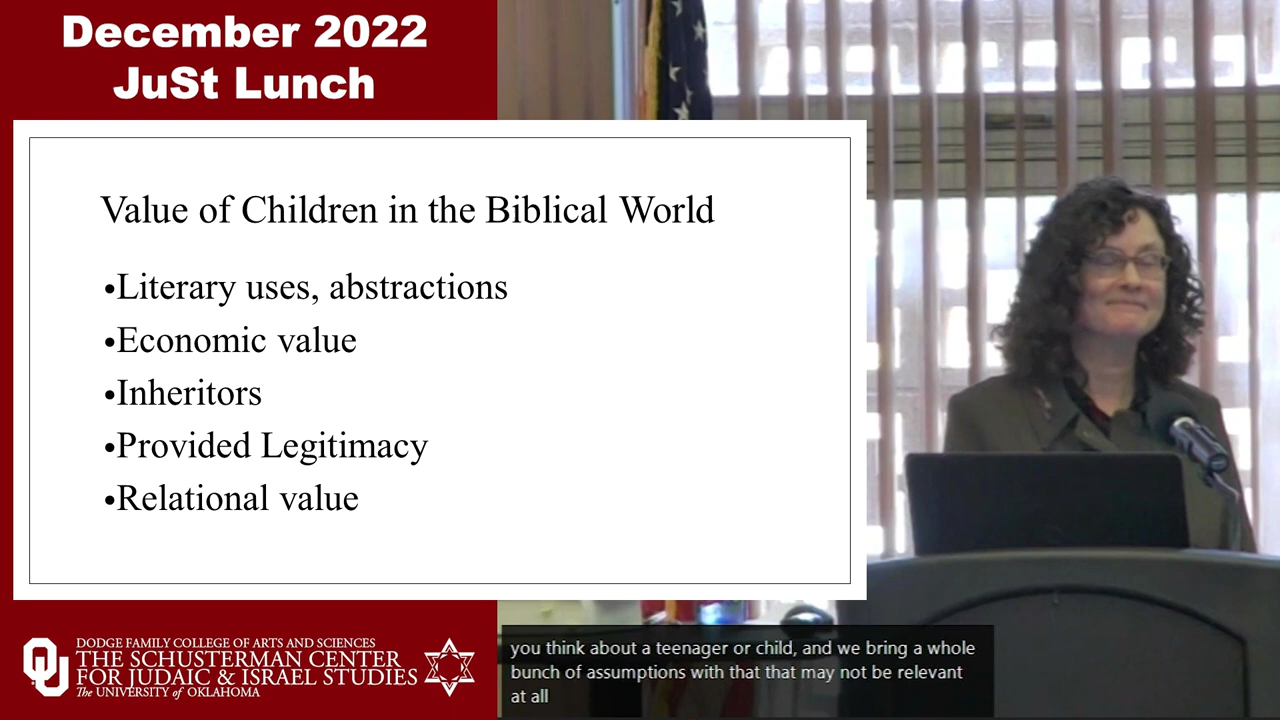 December 2022
JuSt Lunch
Value of Children in the Biblical World
•Literary uses, abstractions
•Economic value
•Inheritors
•Provided Legitimacy
•Relational value
OU
DODGE FAMILY COLLEGE OF ARTS AND SCIENCES
THE SCHUSTERMAN CENTER
FOR JUDAIC & ISRAEL STUDIES
The UNIVERSITY of OKLAHOMA
you think about a teenager or child, and we bring a whole
bunch of assumptions with that that may not be relevant
at all